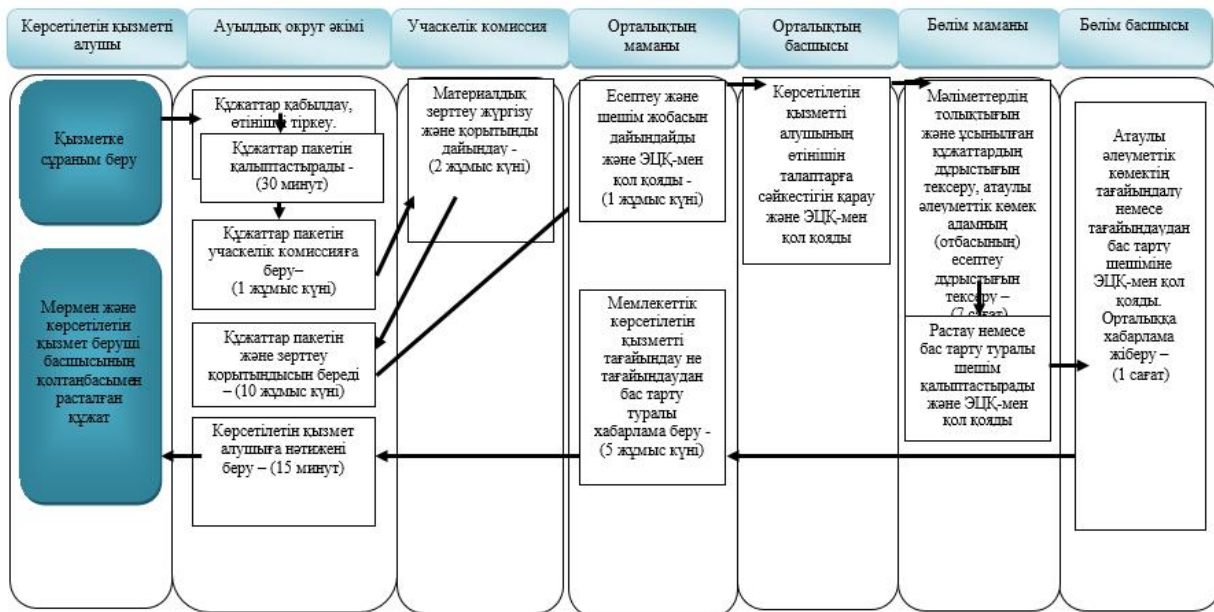 Көрсетілетін қызметті
алушы
Ауылдық округ әкімі
Учаскелік комиссия
Орталықтың
маманы
Орталықтың
басшысы
Бөлім маманы
Бөлім басшысы
Қызметке
сұраным беру
Мөрмен және
көрсетілетін
қызмет беруші
басшысының
қолтаңбасымен
расталған
құжат
Құжаттар қабылдау,
өтінішті тіркеу.
Құжаттар пакетін
қалыптастырады -
(30 минут)
Құжаттар пакетін
учаскелік комиссияға
беру–
(1 жұмыс күні)
Құжаттар пакетін
және зерттеу
қорытындысын береді
– (10 жұмыс күні)
Көрсетілетін қызмет
алушыға нәтижені
беру – (15 минут)
Материалдық
зерттеу жүргізу
және қорытынды
дайындау -
(2 жұмыс күні)
Есептеу және
шешім жобасын
дайындайды
және ЭЦҚ-мен
қол қояды -
(1 жұмыс күні)
Мемлекеттік
көрсетілетін
қызметті
тағайындау не
тағайындаудан
бас тарту
туралы
хабарлама беру -
(5 жұмыс күні)
Көрсетілетін
қызметті
алушының
өтінішін
талаптарға
сәйкестігін қарау
және ЭЦҚ-мен
қол қояды
Мәліметтердің
толықтығын
және ұсынылған
құжаттардың
дұрыстығын
тексеру, атаулы
әлеуметтік көмек
адамның
(отбасының)
есептеу
дұрыстығын
тексеру –
(7 сағат)
Растау немесе
бас тарту туралы
шешім
қалыптастырады
және ЭЦҚ-мен
қол қояды
Атаулы
әлеуметтік
көмектің
тағайындалу
немесе
тағайындаудан
бас тарту
шешіміне
ЭЦҚ-мен қол
қояды.
Орталыққа
хабарлама
жіберу –
(1 сағат)